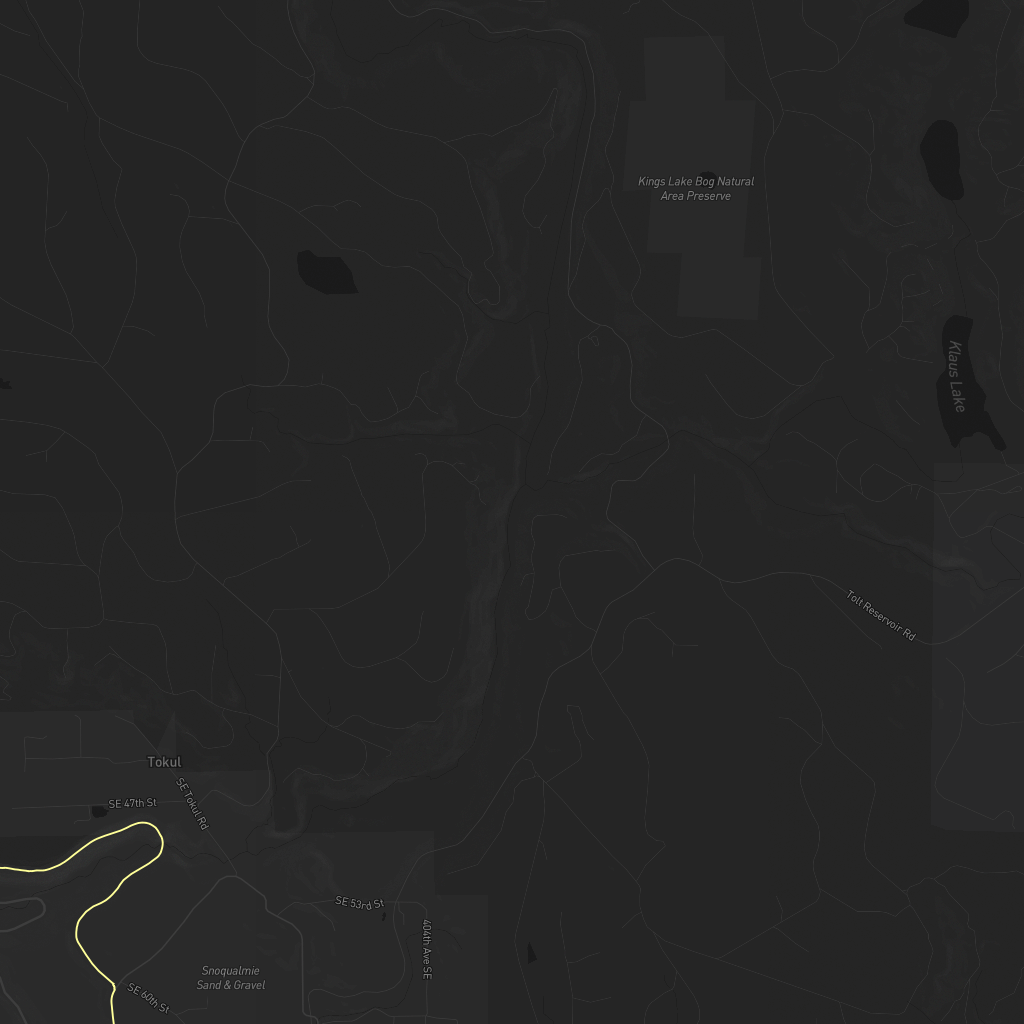 Kings Lake Bog Natural
Area Preserve
Klaus Lake
Tolt Reservoir Rd
Tokul
SE Tokul Rd
SE 47th St
SE 53rd St
404th Ave SE
Snoqualmie
Sand & Gravel
SE 60th St